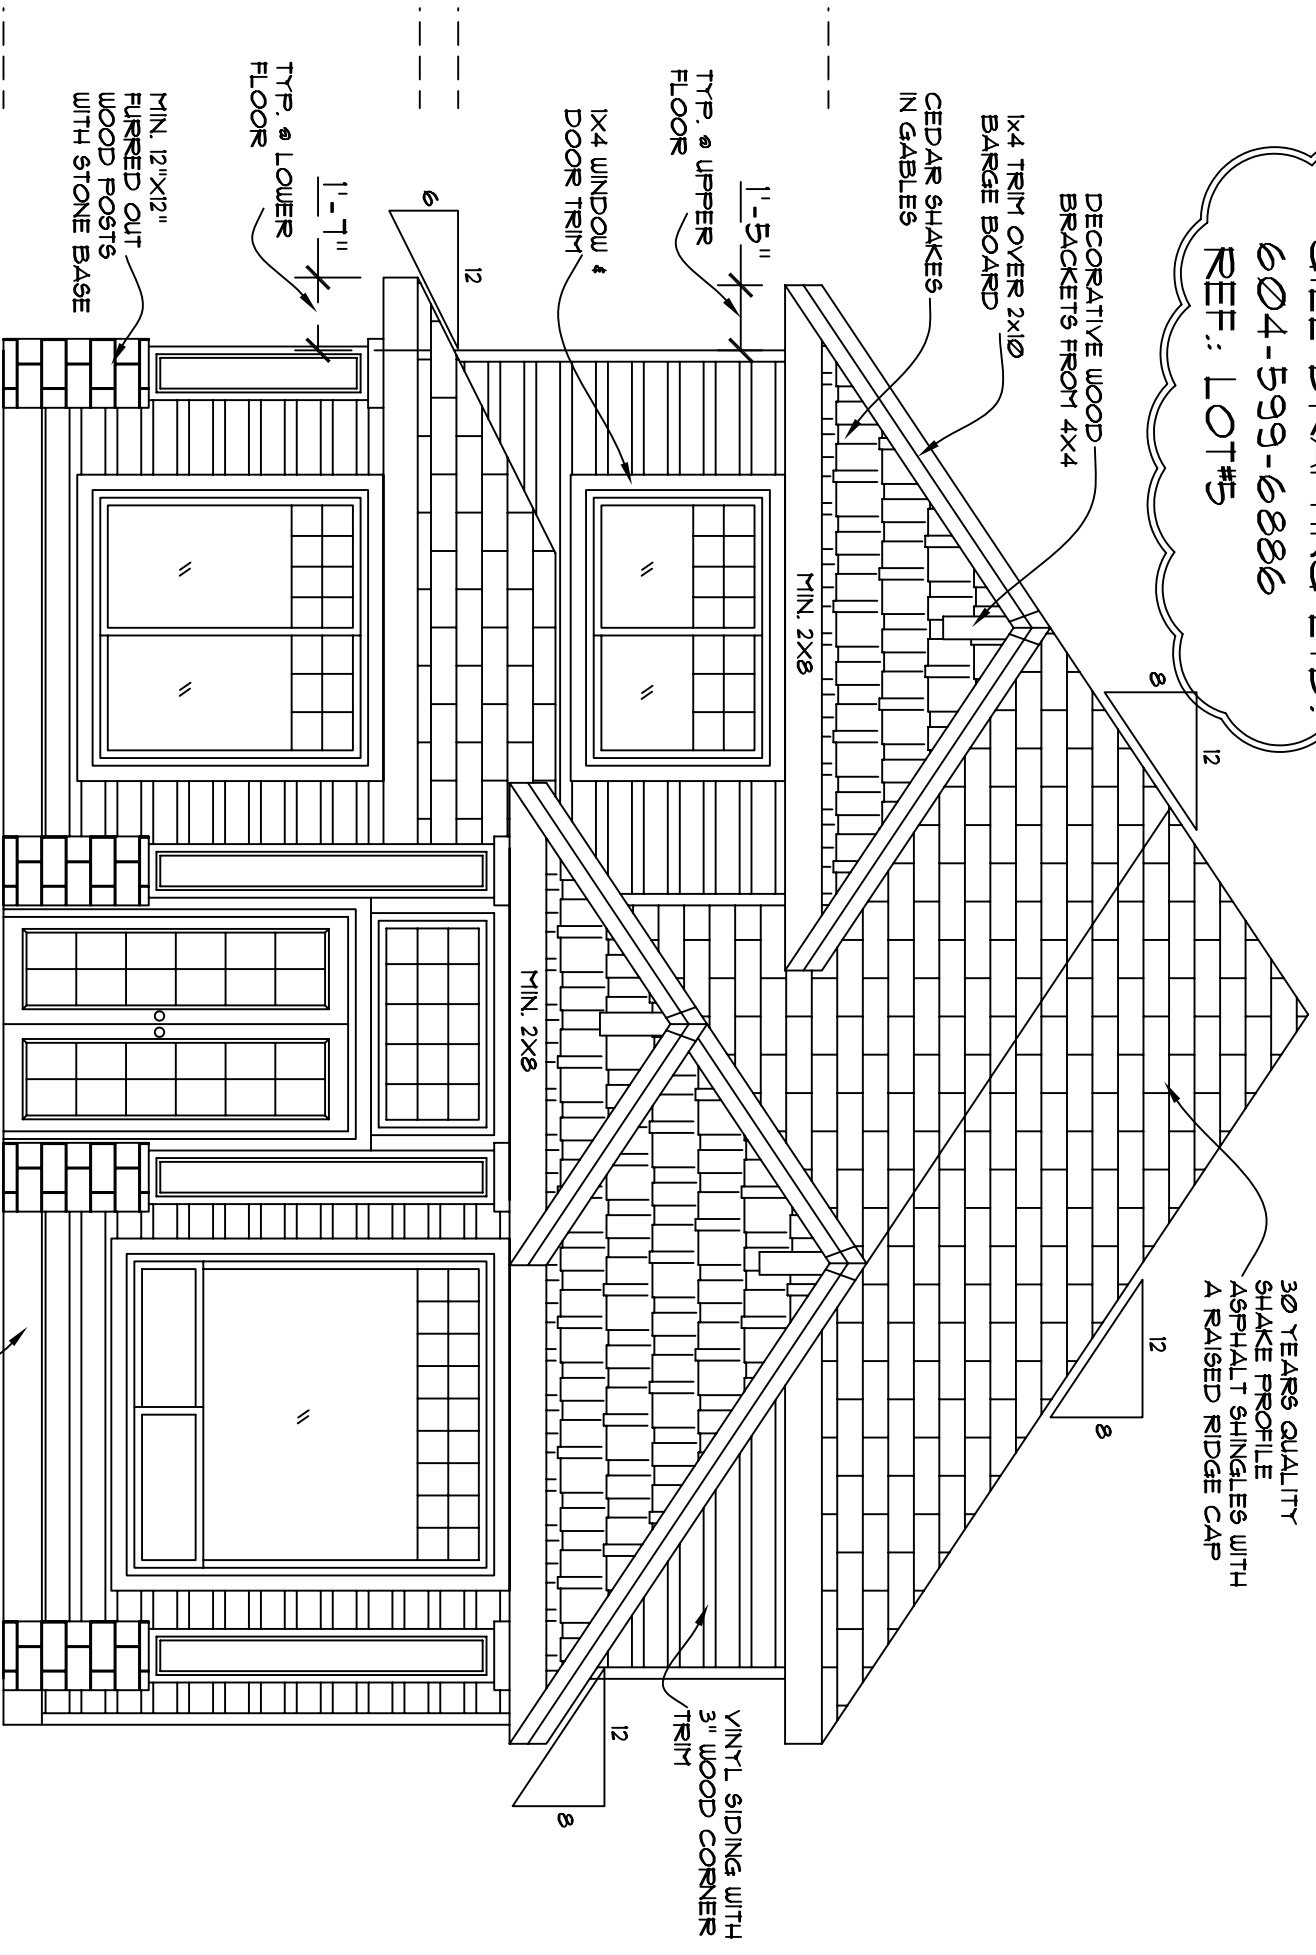 604-599-6886
REF.: LOT#5
8
12
30 YEARS QUALITY
SHAKE PROFILE
ASPHALT SHINGLES WITH
A RAISED RIDGE CAP
12
8
DECORATIVE WOOD
BRACKETS FROM 4X4
1x4 TRIM OVER 2x10
BARGE BOARD
CEDAR SHAKES
IN GABLES
MIN. 2X8
1'-5"
TYP. @ UPPER
FLOOR
VINYL SIDING WITH
3" WOOD CORNER
TRIM
1X4 WINDOW &
DOOR TRIM
12
8
MIN. 2X8
12
6
1'-7"
TYP. @ LOWER
FLOOR
MIN. 12"X12"
FURRED OUT
WOOD POSTS
WITH STONE BASE